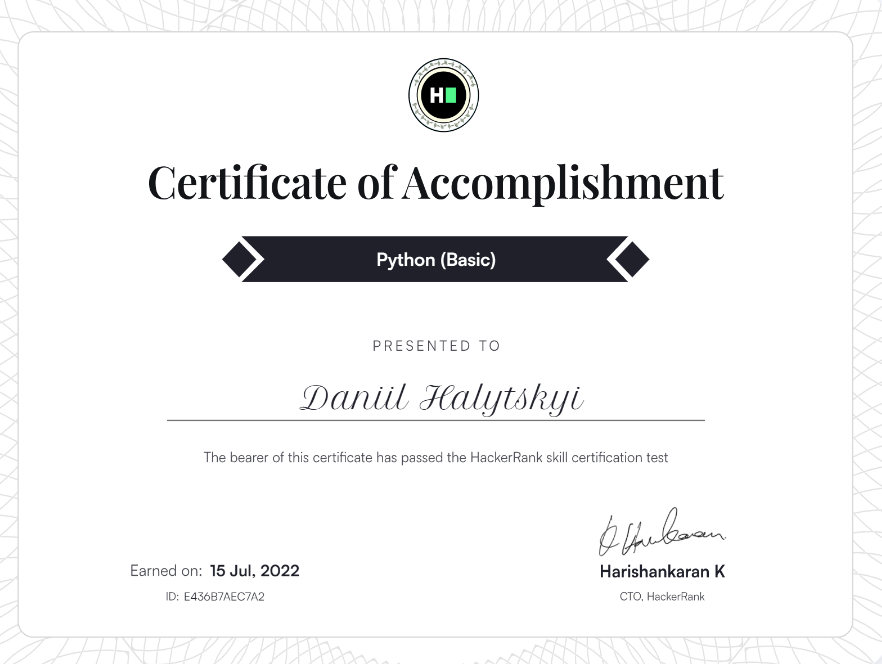 H
Certificate of Accomplishment
Python (Basic)
PRESENTED TO
Daniil Halytskyi
The bearer of this certificate has passed the HackerRank skill certification test
Earned on: 15 Jul, 2022
ID: E436B7AEC7A2
Harishankaran K
CTO, HackerRank